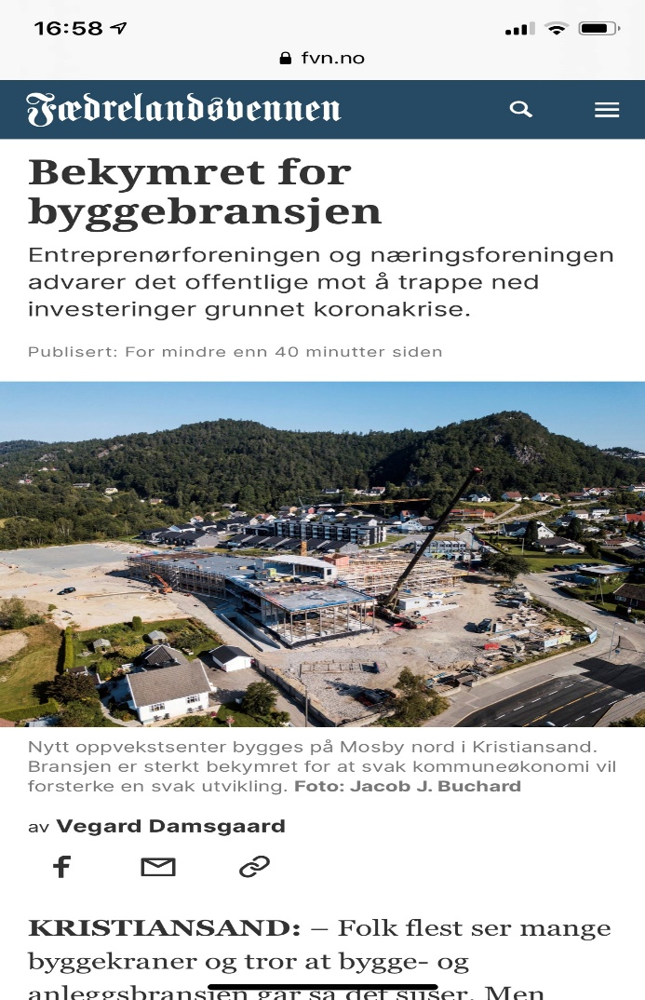 16:58
fvn.no
Fædrelandsvennen
Bekymret for
byggebransjen
Entreprenørforeningen og næringsforeningen
advarer det offentlige mot å trappe ned
investeringer grunnet koronakrise.
Publisert: For mindre enn 40 minutter siden
Nytt oppvekstsenter bygges på Mosby nord i Kristiansand.
Bransjen er sterkt bekymret for at svak kommuneøkonomi vil
forsterke en svak utvikling. Foto: Jacob J. Buchard
av Vegard Damsgaard
KRISTIANSAND: – Folk flest ser mange
byggekraner og tror at bygge- og
anleggsbransjen går så det suser. Men